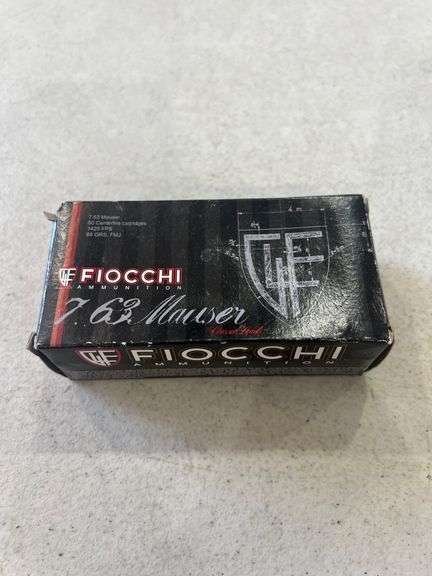 7.63 Mauser
50 Centerfire cartridges
1425 FPS
88 GRS. FMJ
FIOCCHI
AMMUNITION
7.63 Mauser
FIOCCHI
AMMUNITION